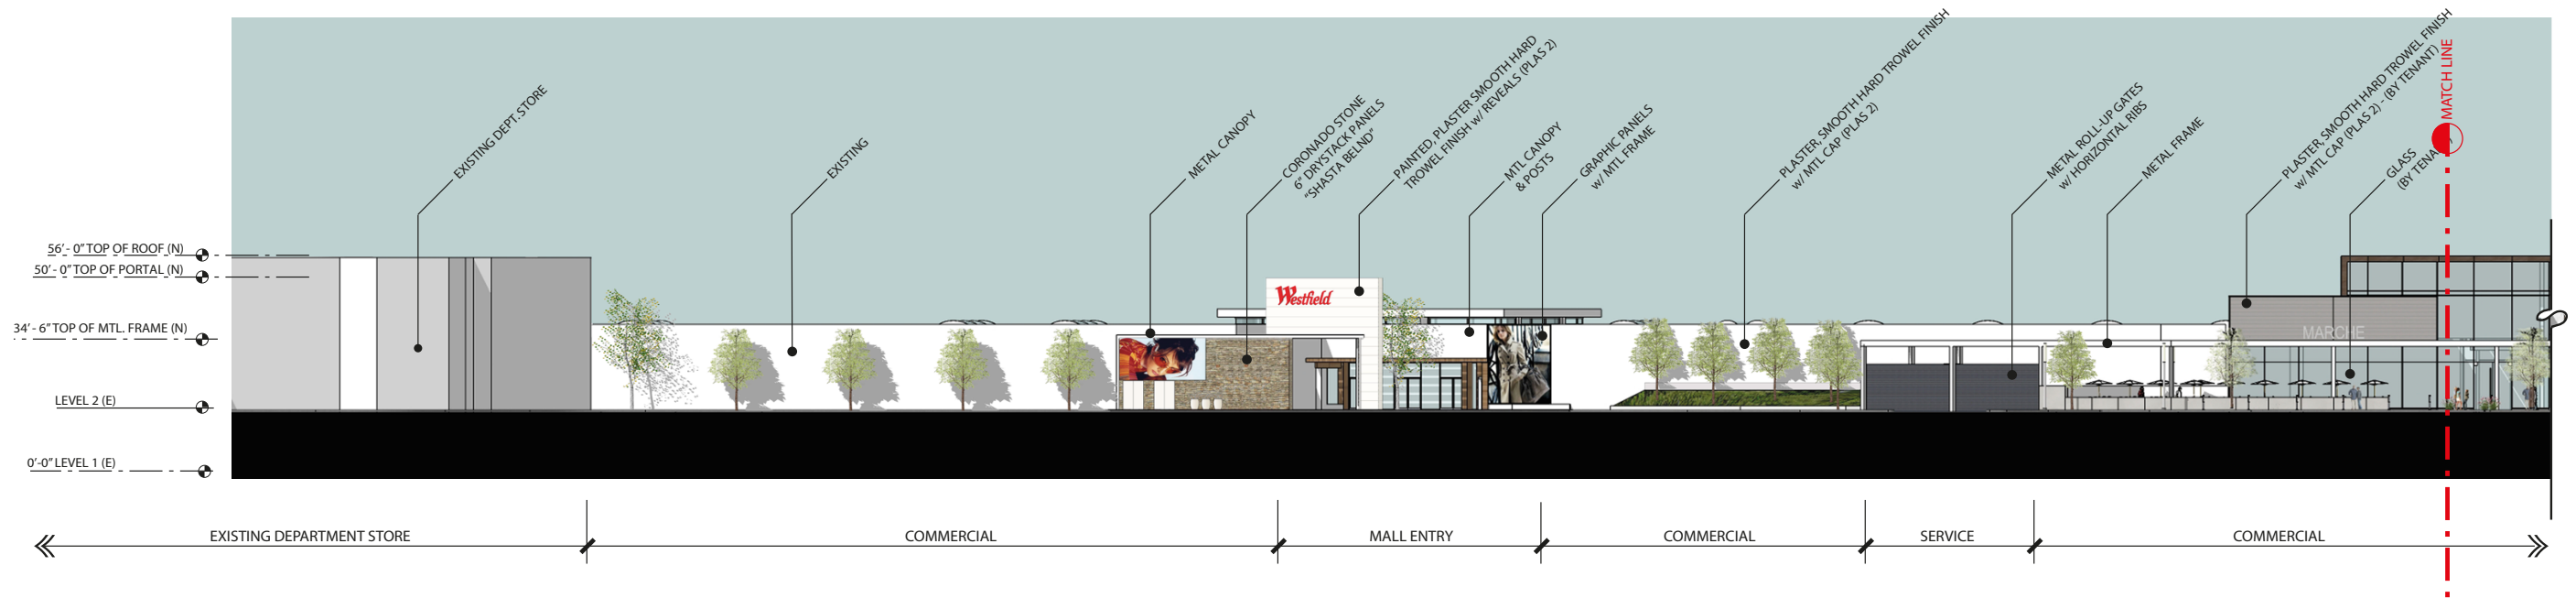 EXISTING DEPT. STORE
EXISTING
METAL CANOPY
CORONADO STONE
6" DRYSTACK PANELS
"SHASTA BELND"
PAINTED, PLASTER SMOOTH HARD
TROWEL FINISH w/ REVEALS (PLAS 2)
MTL CANOPY
& POSTS
GRAPHIC PANELS
w/ MTL FRAME
PLASTER, SMOOTH HARD TROWEL FINISH
w/ MTL CAP (PLAS 2)
METAL ROLL-UP GATES
w/ HORIZONTAL RIBS
METAL FRAME
PLASTER, SMOOTH HARD TROWEL FINISH
w/ MTL CAP (PLAS 2) - (BY TENANT)
GLASS
(BY TENANT)
MATCH LINE
56'- 0" TOP OF ROOF (N)
50'- 0" TOP OF PORTAL (N)
34'- 6" TOP OF MTL. FRAME (N)
LEVEL 2 (E)
0'-0" LEVEL 1 (E)
Westfield
MARCHE
EXISTING DEPARTMENT STORE
COMMERCIAL
MALL ENTRY
COMMERCIAL
SERVICE
COMMERCIAL